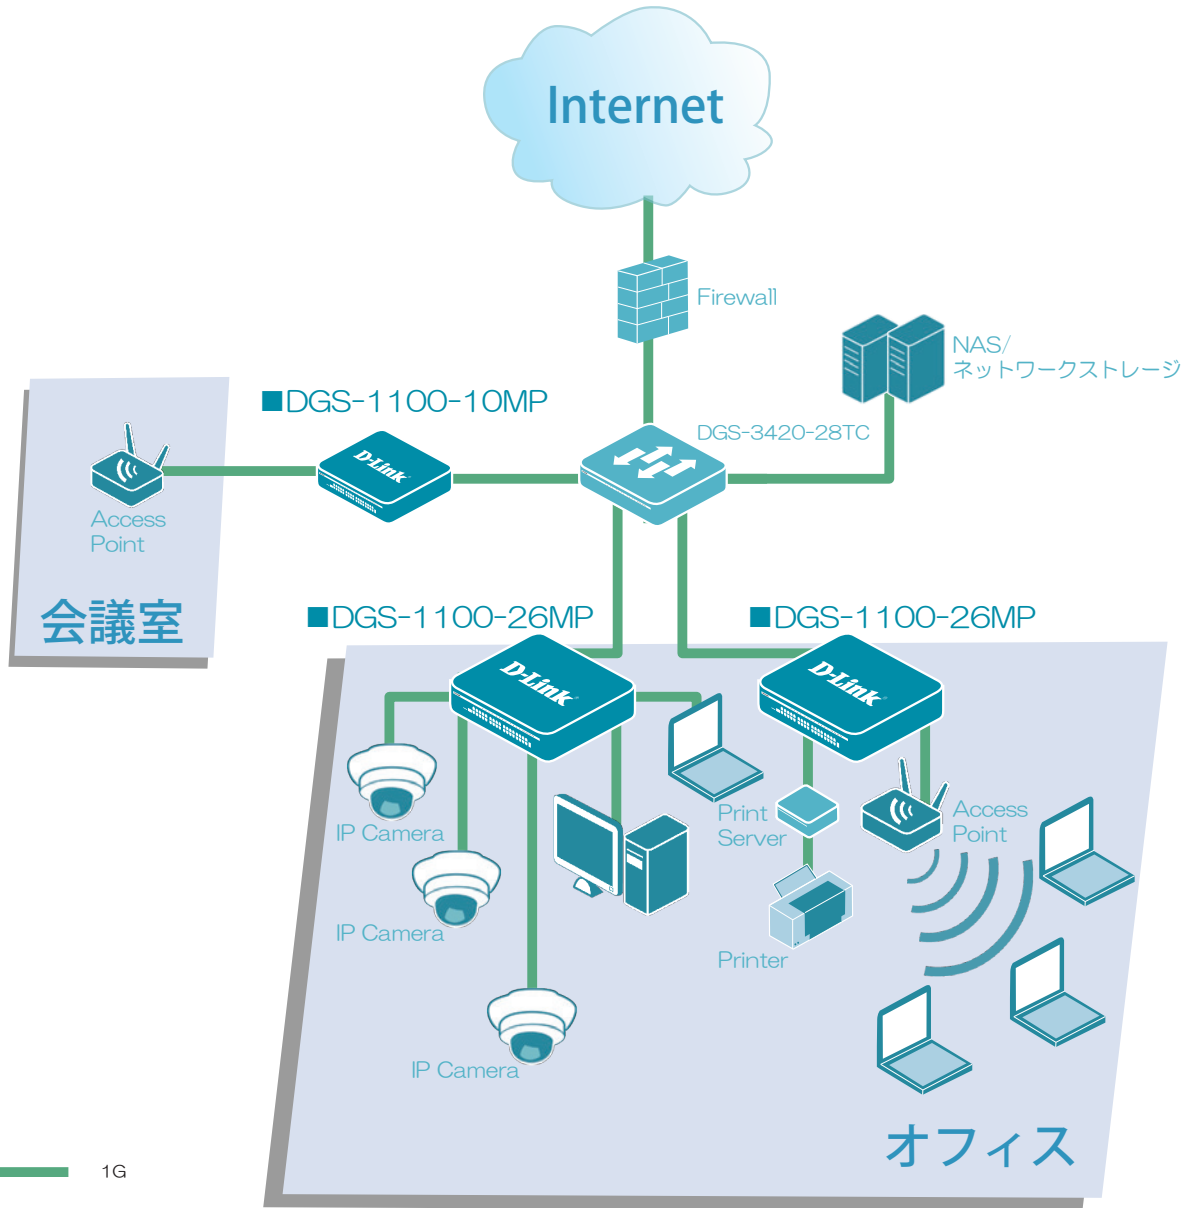 Internet
Firewall
NAS/
ネットワークストレージ
■DGS-1100-10MP
DGS-3420-28TC
D-Link
Access
Point
会議室
■DGS-1100-26MP
■DGS-1100-26MP
D-Link
D-Link
IP Camera
Print
Server
Access
Point
IP Camera
Printer
IP Camera
オフィス
1G